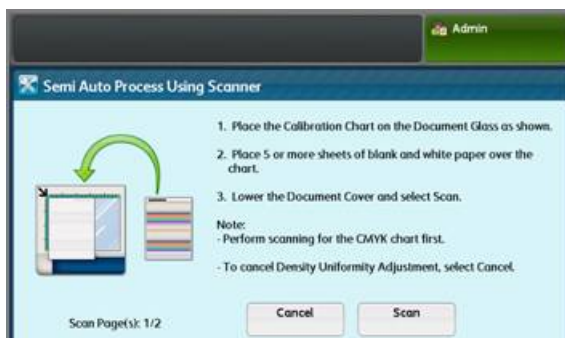 Admin
Semi Auto Process Using Scanner
1. Place the Calibration Chart on the Document Glass as shown.
2. Place 5 or more sheets of blank and white paper over the
chart.
3. Lower the Document Cover and select Scan.
Note:
- Perform scanning for the CMYK chart first.
- To cancel Density Uniformity Adjustment, select Cancel.
Scan Page(s): 1/2
Cancel
Scan